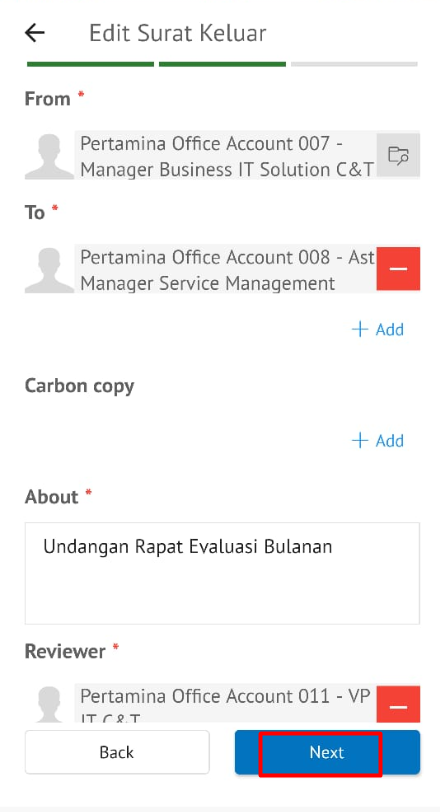 Edit Surat Keluar
From *
Pertamina Office Account 007 -
Manager Business IT Solution C&T
To *
Pertamina Office Account 008 - Ast
Manager Service Management
+ Add
Carbon copy
+ Add
About *
Undangan Rapat Evaluasi Bulanan
Reviewer *
Pertamina Office Account 011 - VP
IT C&T
Back
Next